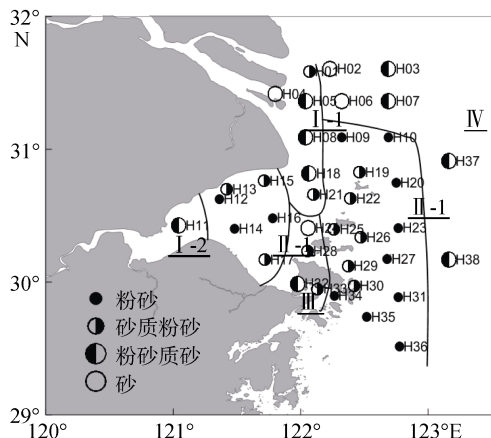 32°
N
31°
30°
29°
120°
121°
122°
123°E
H01
H02
H03
H04
H05
H06
H07
I-1
H08
H09
H10
IV
H37
H18
H19
H15
H13
H12
H21
H22
H20
II-1
H11
H14
H16
H25
H23
I-2
II-1
H28
H26
H17
H29
H27
H38
H32
H33
H30
H34
H31
III
H35
H36
粉砂
砂质粉砂
粉砂质砂
砂